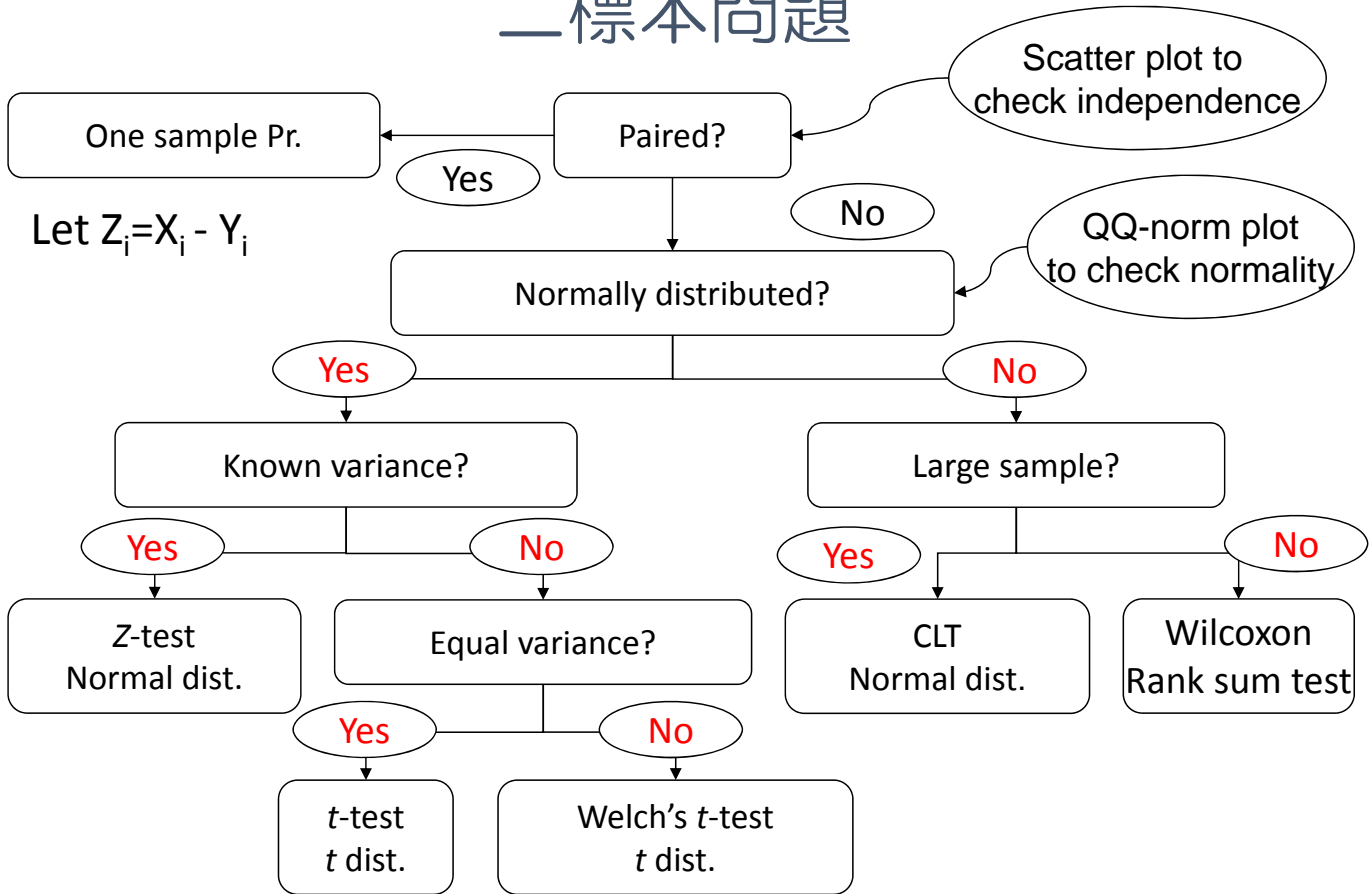 二標本問題
Scatter plot to
check independence
One sample Pr.
Paired?
Yes
No
Let Zi=Xi - Yi
QQ-norm plot
to check normality
Normally distributed?
Yes
No
Known variance?
Large sample?
Yes
No
Yes
No
Z-test
Normal dist.
Equal variance?
CLT
Normal dist.
Wilcoxon
Rank sum test
Yes
No
t-test
t dist.
Welch’s t-test
t dist.